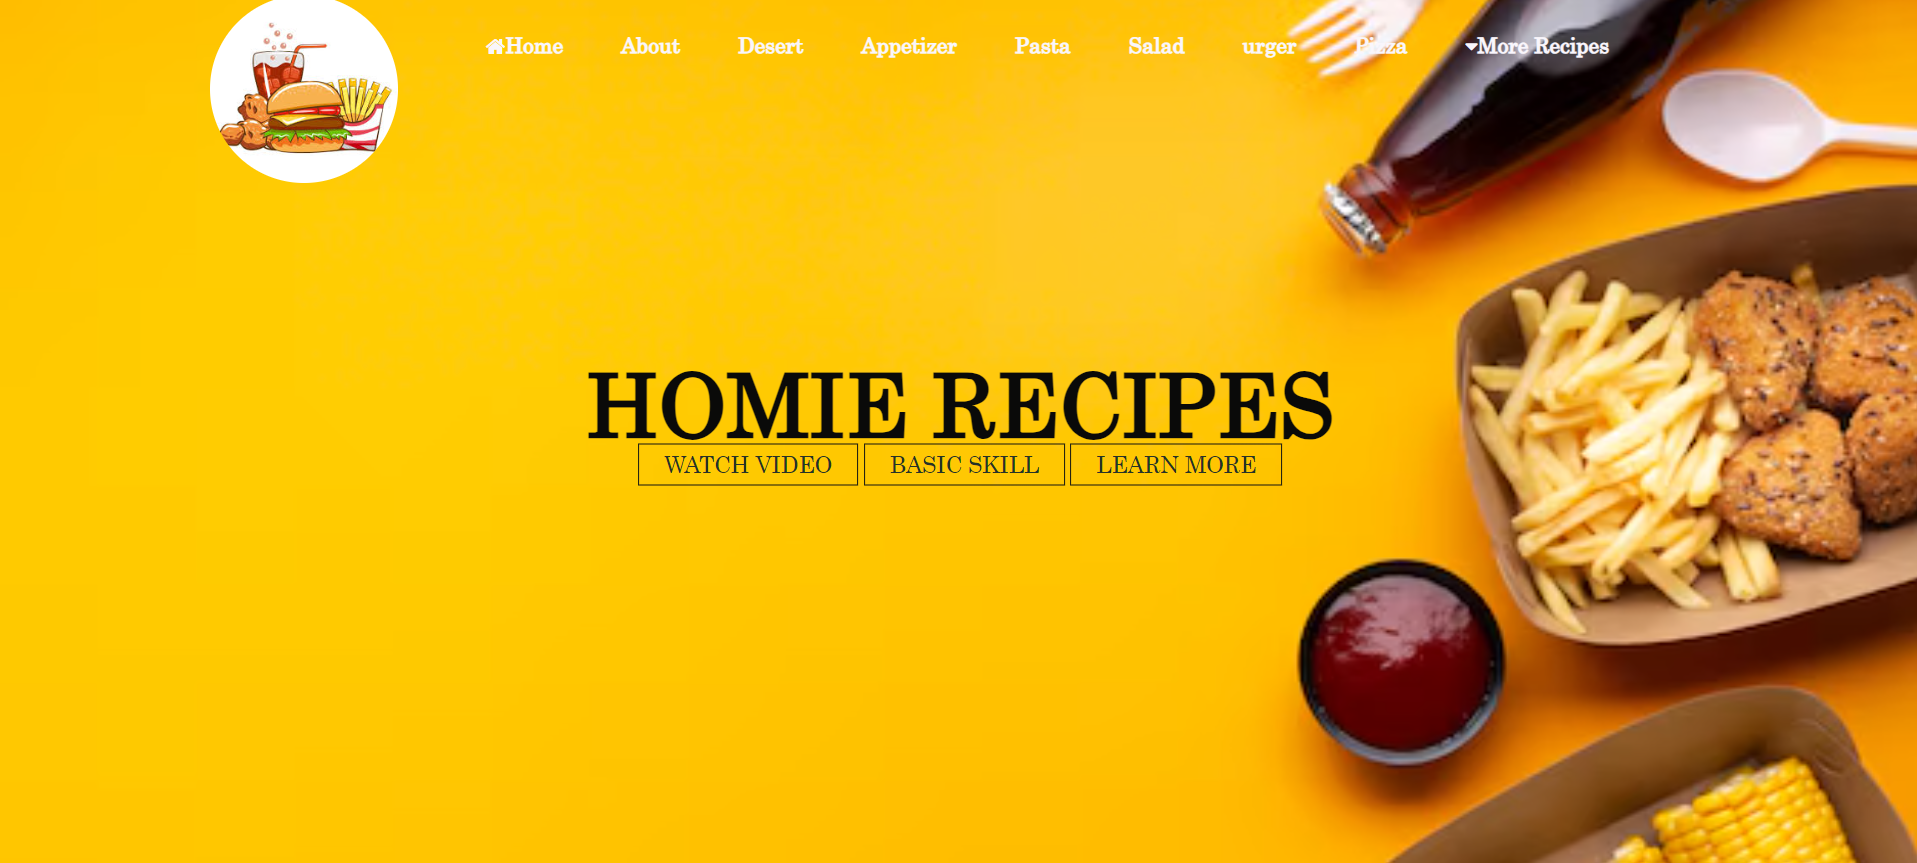 Home About Desert Appetizer Pasta Salad urger Pizza More Recipes
HOMIE RECIPES
WATCH VIDEO BASIC SKILL LEARN MORE